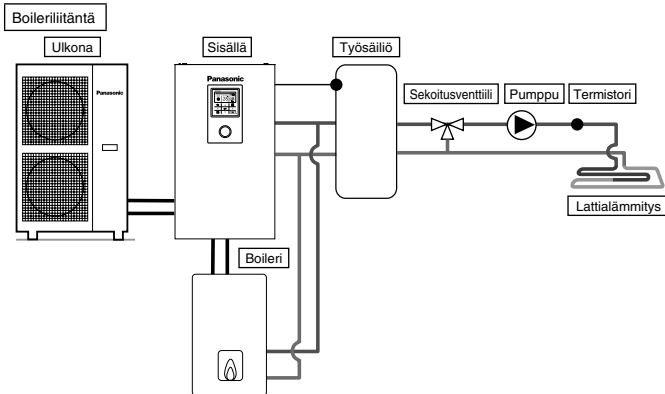 Boileriliitäntä
Ulkona
Sisällä
Työsäiliö
Panasonic
Panasonic
Sekoitusventtiili
Pumppu
Termistori
Lattialämmitys
Boileri